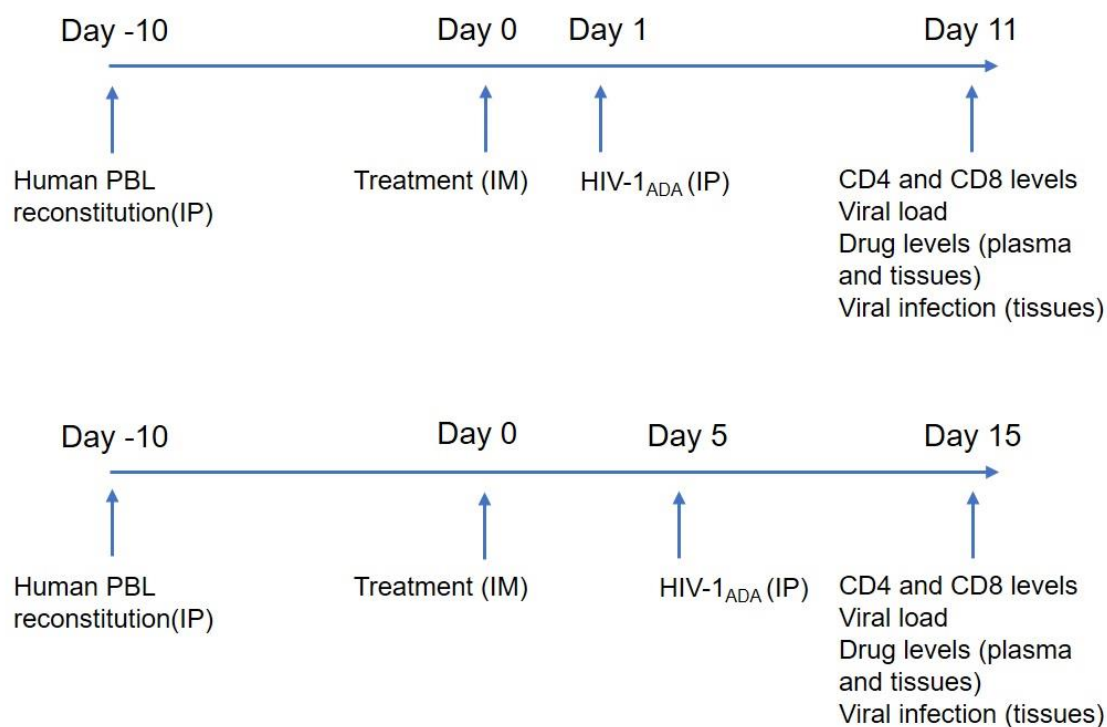 Day -10 Day 0 Day 1 Day 11
Human PBL
reconstitution(IP)
Treatment (IM)
HIV-1ADA (IP)
CD4 and CD8 levels
Viral load
Drug levels (plasma
and tissues)
Viral infection (tissues)
Day -10 Day 0 Day 5 Day 15
Human PBL
reconstitution(IP)
Treatment (IM)
HIV-1ADA (IP)
CD4 and CD8 levels
Viral load
Drug levels (plasma
and tissues)
Viral infection (tissues)